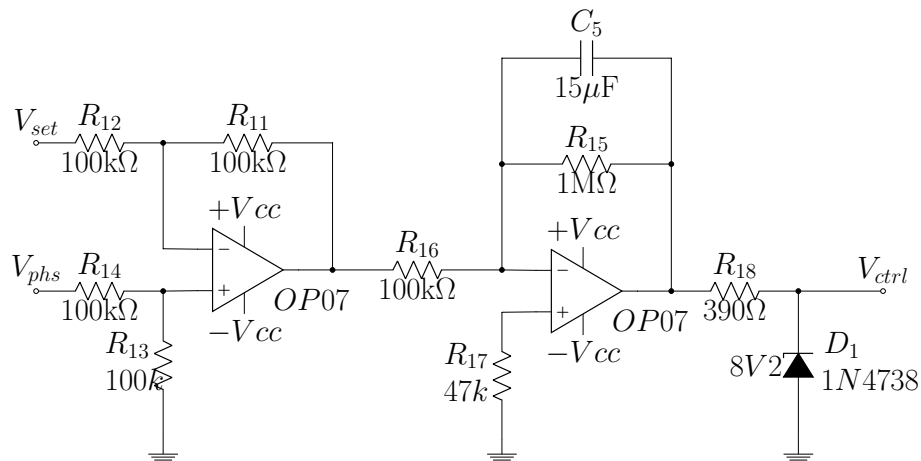 C5
15μF
Vset
R12
100kΩ
R11
100kΩ
R15
1MΩ
+Vcc
−
+
OP07
−Vcc
Vphs
R14
100kΩ
R13
100k
R16
100kΩ
+Vcc
−
+
OP07
−Vcc
R17
47k
R18
390Ω
Vctrl
8V2
D1
1N4738